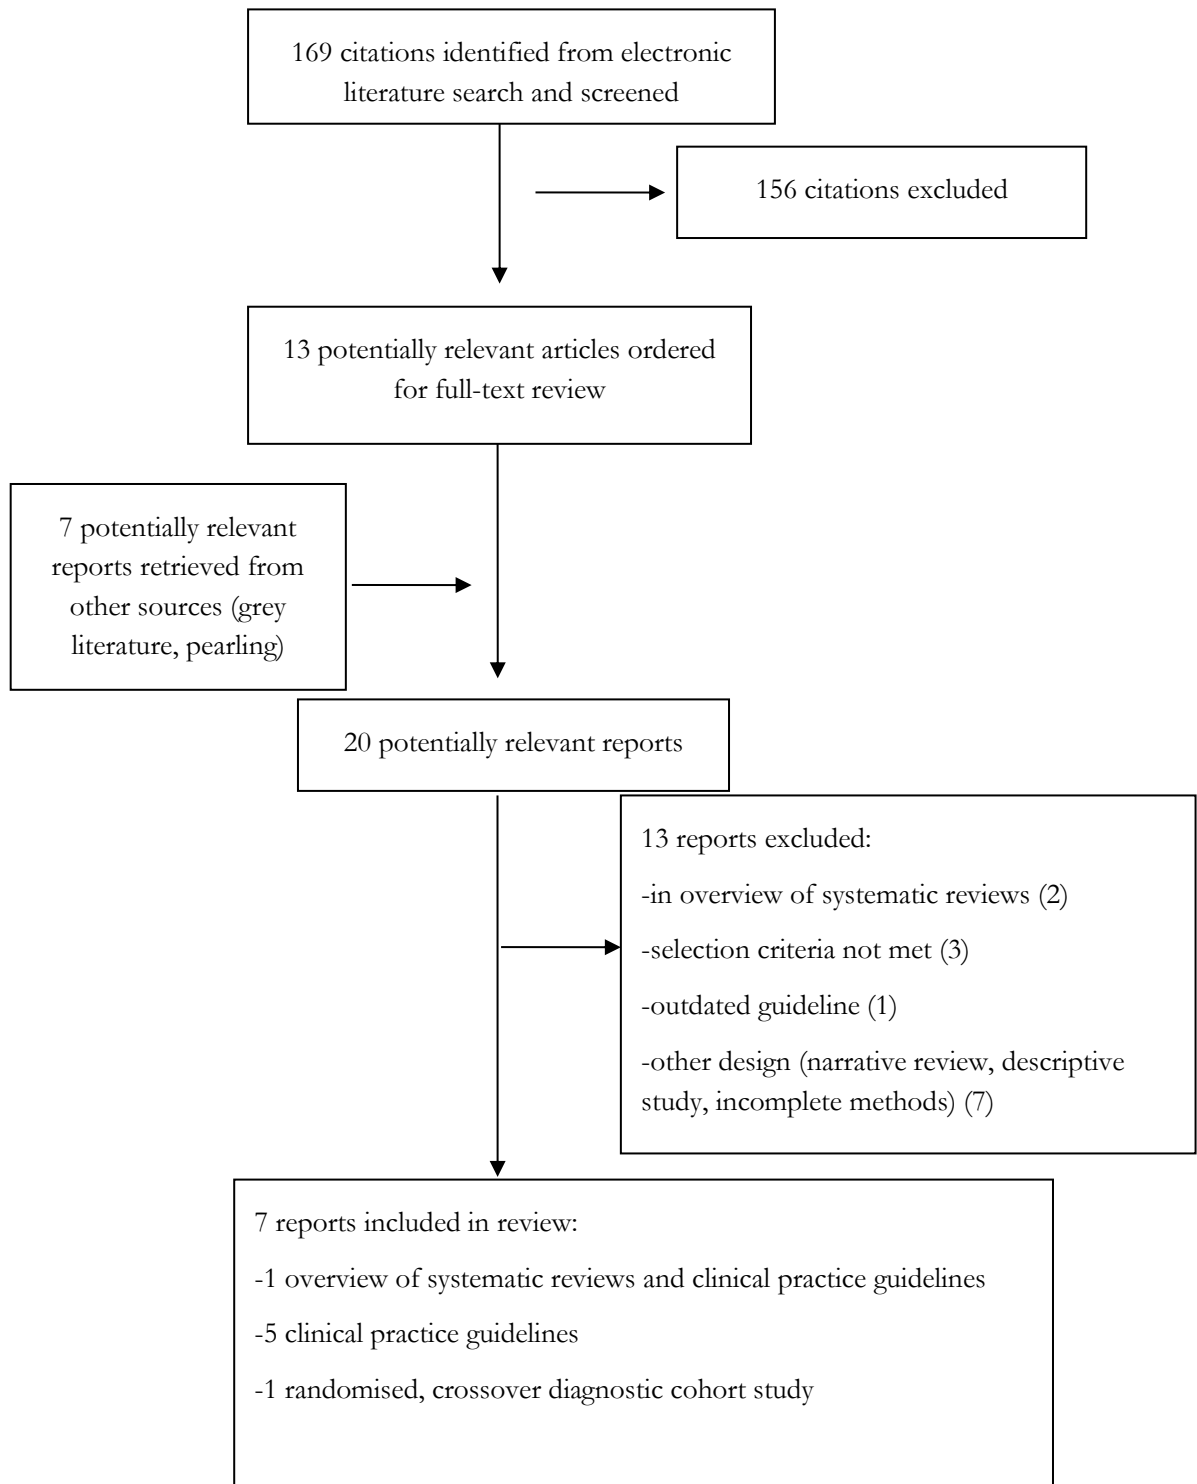 169 citations identified from electronic
literature search and screened
156 citations excluded
13 potentially relevant articles ordered
for full-text review
7 potentially relevant
reports retrieved from
other sources (grey
literature, pearling)
20 potentially relevant reports
13 reports excluded:
-in overview of systematic reviews (2)
-selection criteria not met (3)
-outdated guideline (1)
-other design (narrative review, descriptive
study, incomplete methods) (7)
7 reports included in review:
-1 overview of systematic reviews and clinical practice guidelines
-5 clinical practice guidelines
-1 randomised, crossover diagnostic cohort study